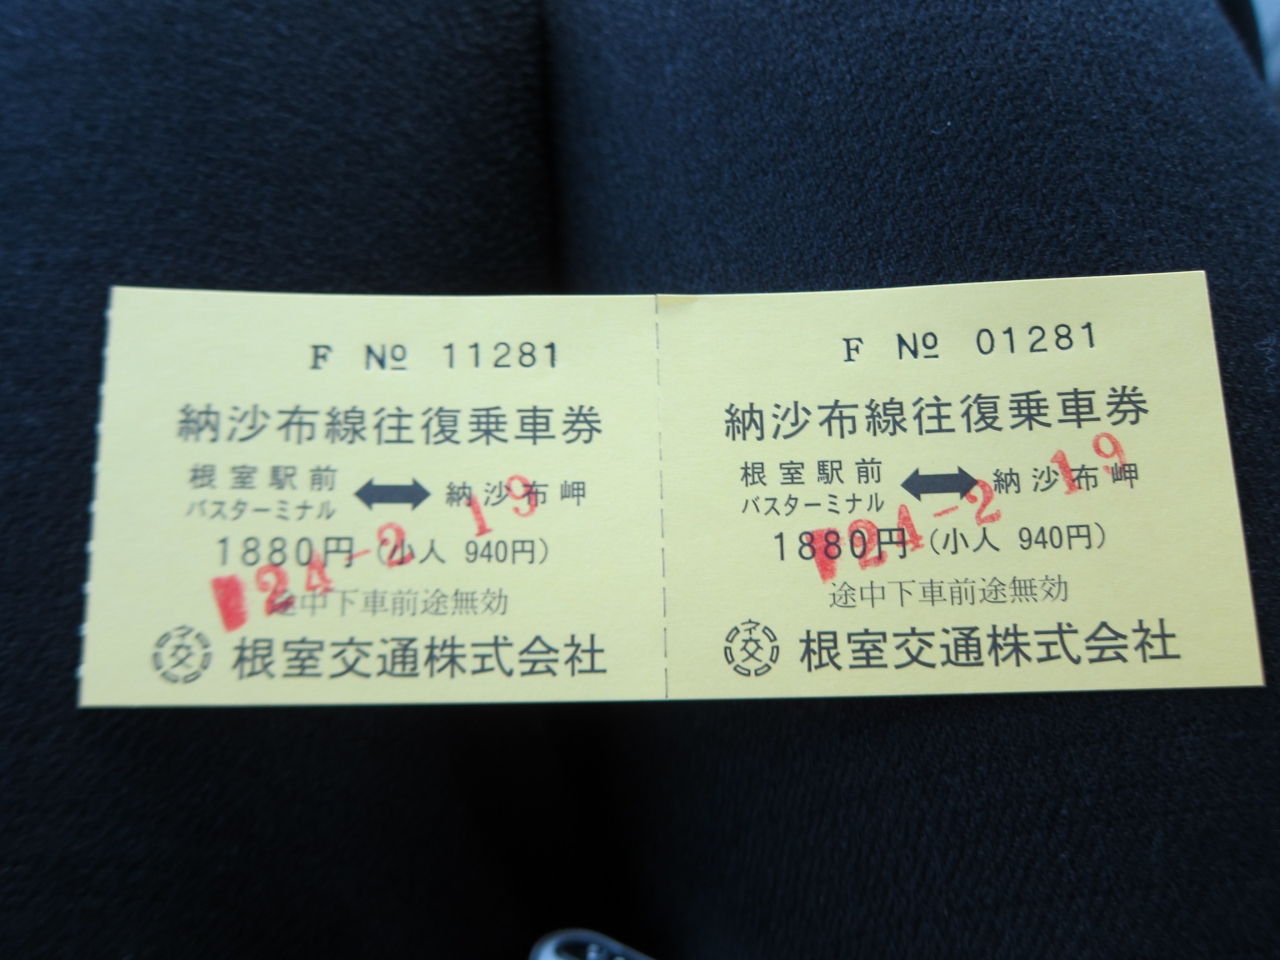 F № 11281
納沙布線往復乗車券
根室駅前
バスターミナル
納沙布岬
1880円 (小人 940円)
途中下車前途無効
ネ交
根室交通株式会社
24-2 19
F № 01281
納沙布線往復乗車券
根室駅前
バスターミナル
納沙布岬
1880円 (小人 940円)
途中下車前途無効
ネ交
根室交通株式会社
24-2 19